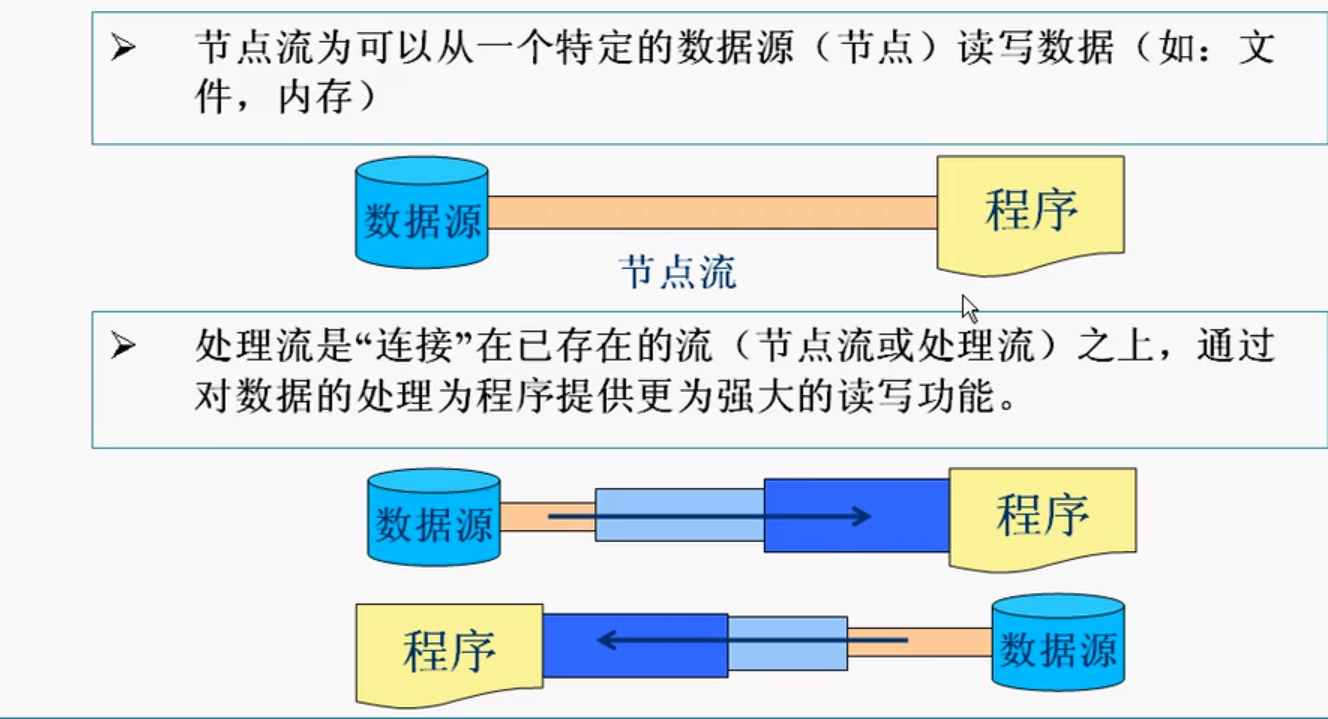 节点流为可以从一个特定的数据源（节点）读写数据（如：文
件，内存）
数据源
程序
节点流
处理流是“连接”在已存在的流（节点流或处理流）之上，通过
对数据的处理为程序提供更为强大的读写功能。
数据源
程序
程序
数据源